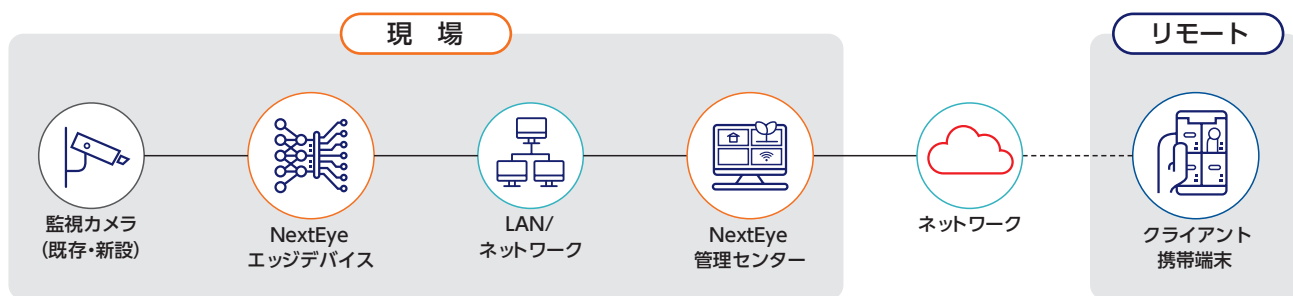 現 場
リモート
監視カメラ
(既存・新設)
NextEye
エッジデバイス
LAN/
ネットワーク
NextEye
管理センター
ネットワーク
クライアント
携帯端末